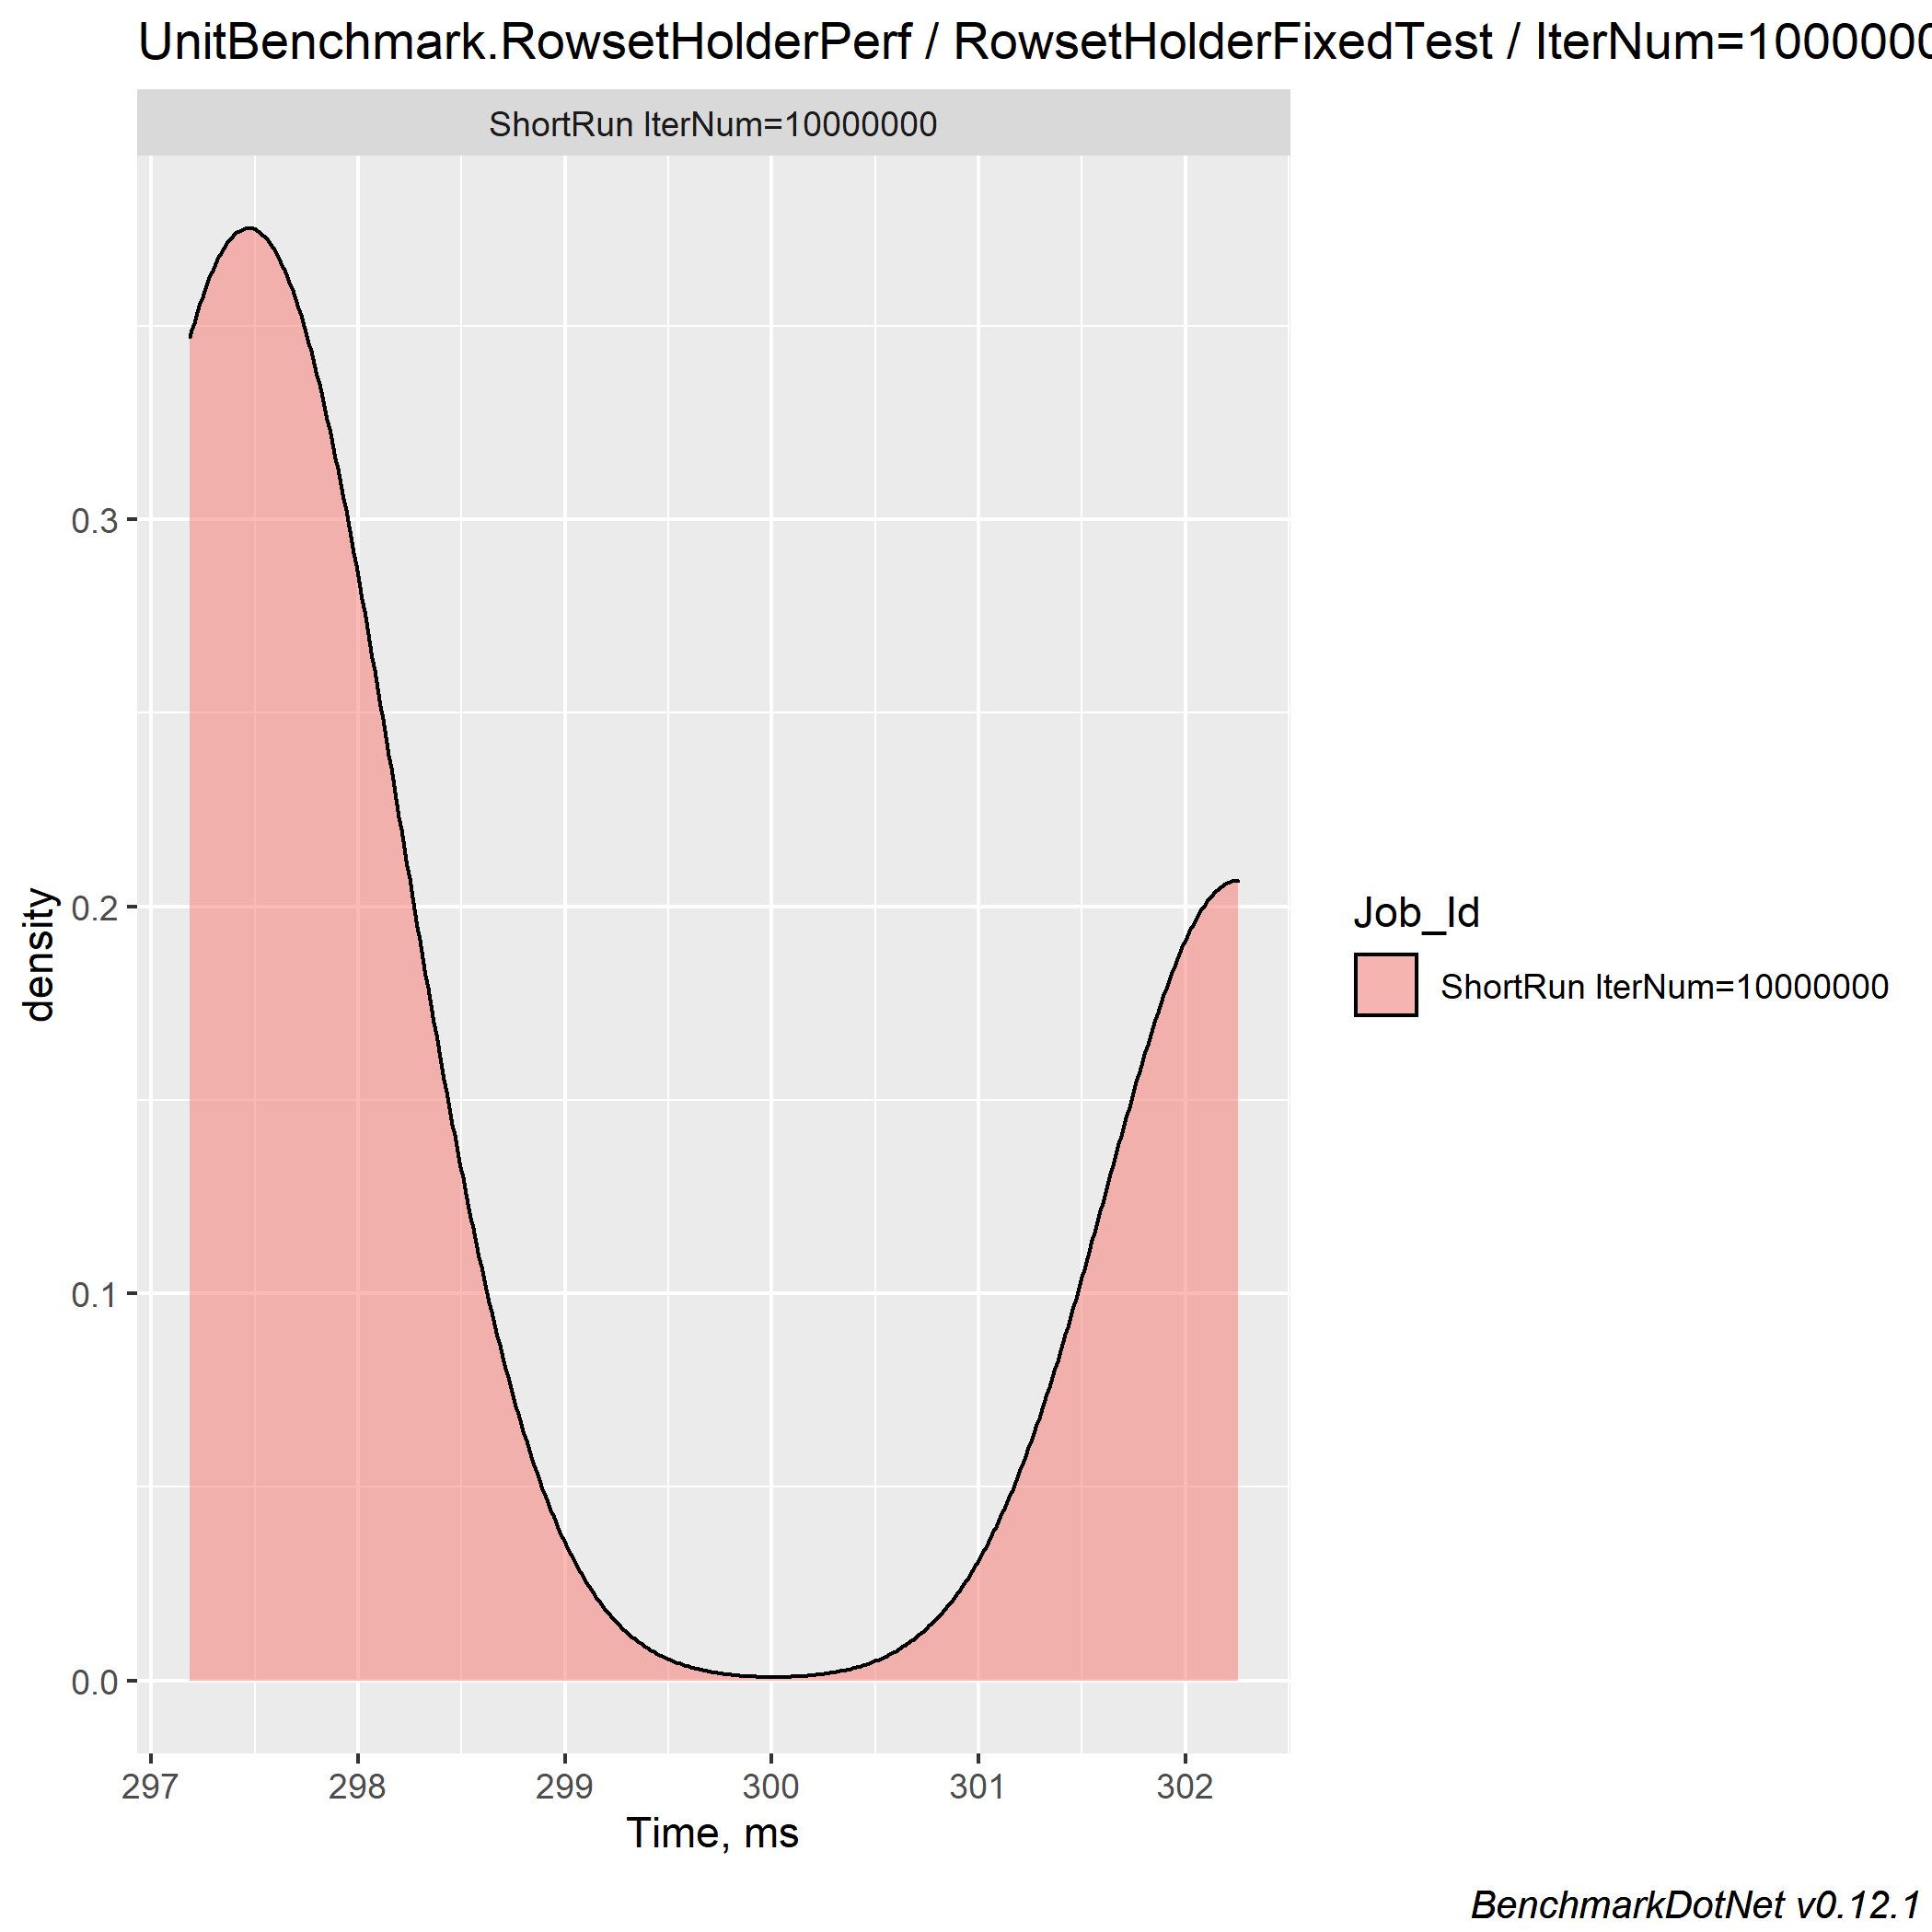 UnitBenchmark.RowsetHolderPerf / RowsetHolderFixedTest / IterNum=1000000
ShortRun IterNum=10000000
0.3
0.2
0.1
0.0
density
297 298 299 300 301 302
Time, ms
Job_Id
ShortRun IterNum=10000000
BenchmarkDotNet v0.12.1